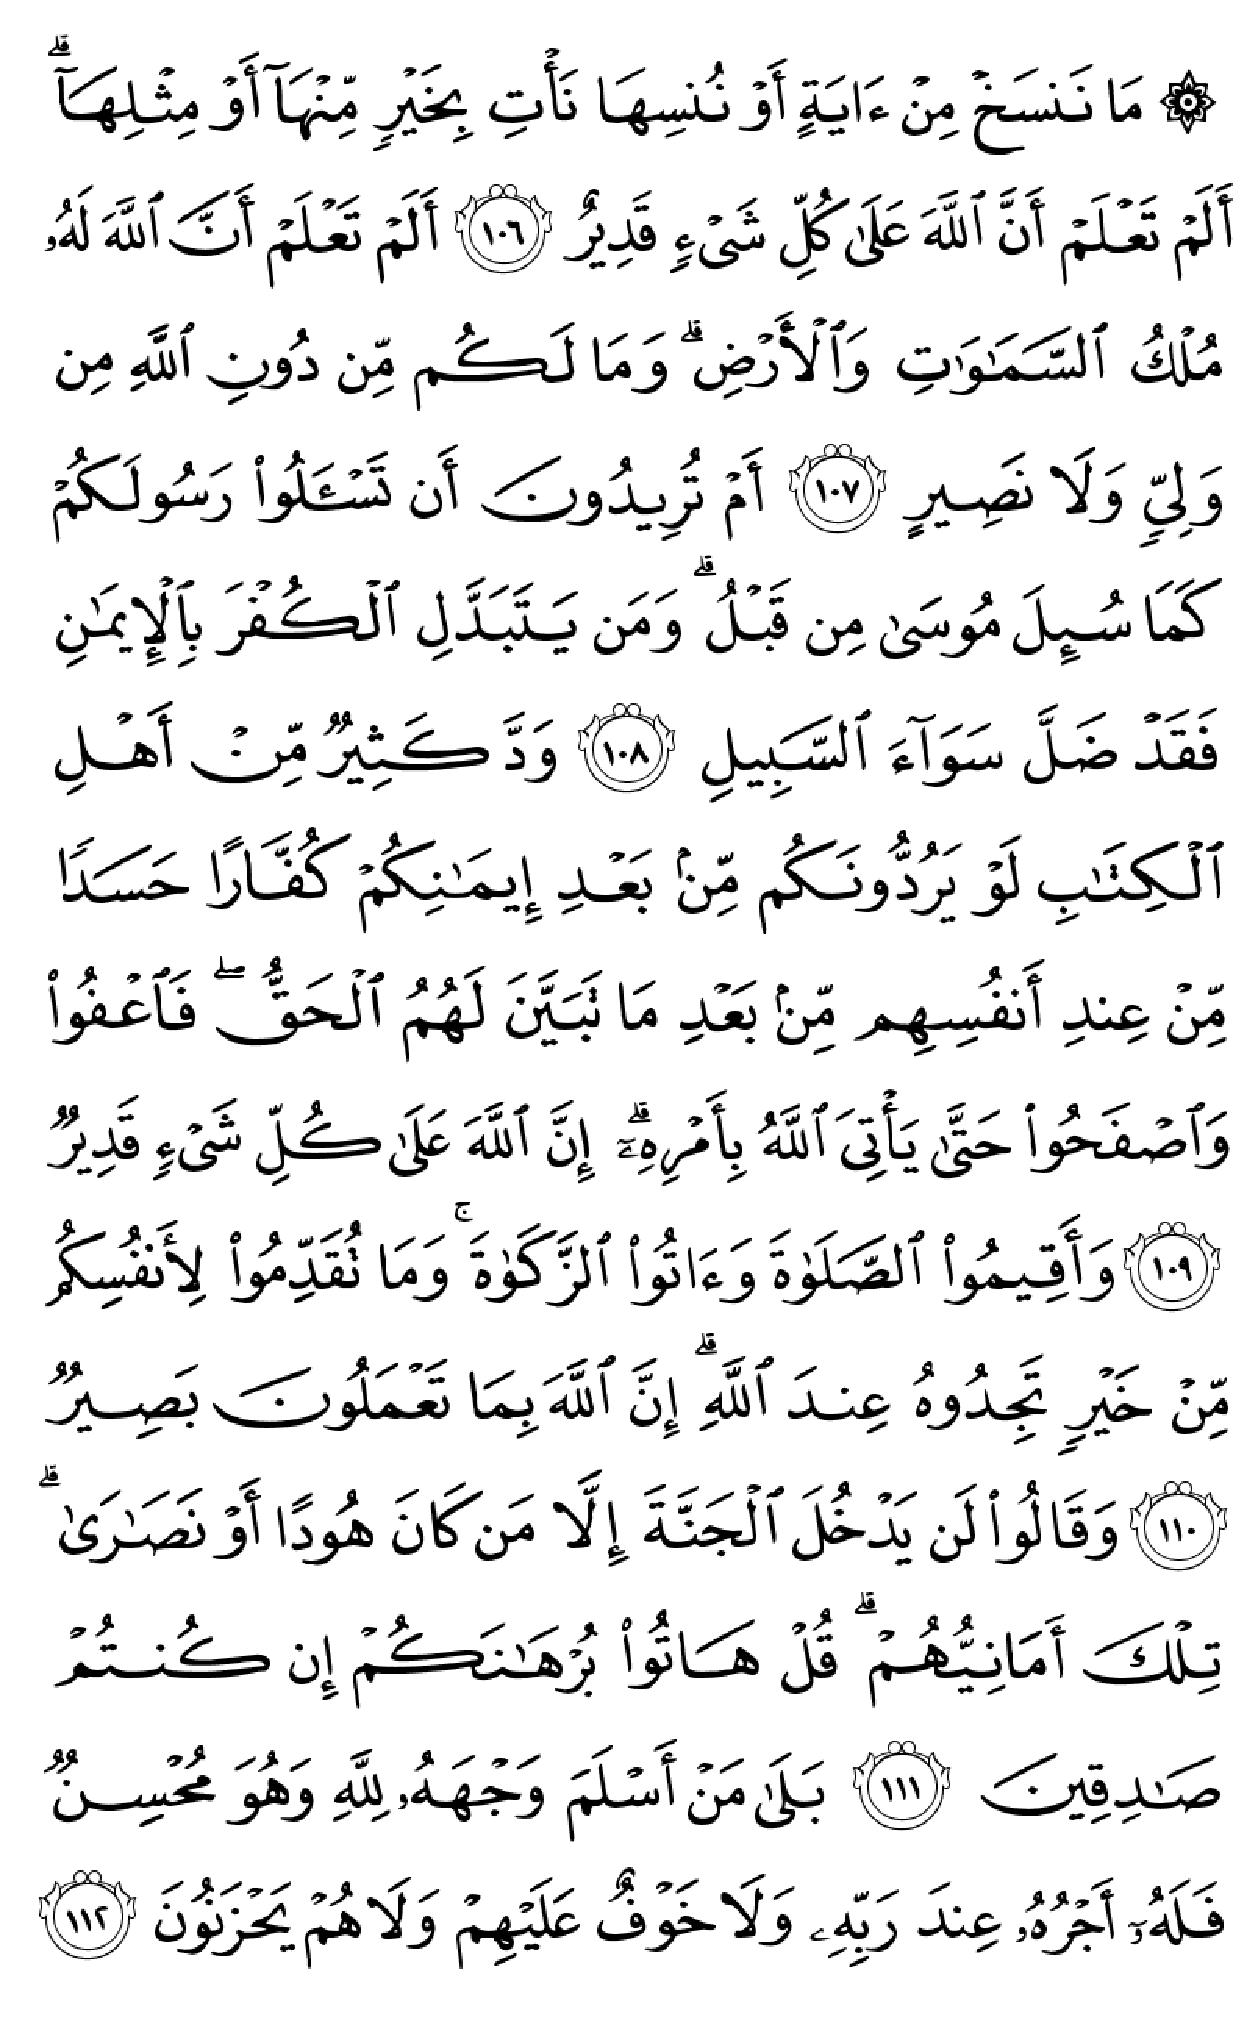 ۞ مَا نَنسَخۡ مِنۡ ءَايَةٍ أَوۡ نُنسِهَا نَأۡتِ بِخَيۡرٖ مِّنۡهَآ أَوۡ مِثۡلِهَآۗ
أَلَمۡ تَعۡلَمۡ أَنَّ ٱللَّهَ عَلَىٰ كُلِّ شَيۡءٖ قَدِيرٌ ١٠٦ أَلَمۡ تَعۡلَمۡ أَنَّ ٱللَّهَ لَهُۥ
مُلۡكُ ٱلسَّمَٰوَٰتِ وَٱلۡأَرۡضِۗ وَمَا لَكُم مِّن دُونِ ٱللَّهِ مِن
وَلِيّٖ وَلَا نَصِيرٍ ١٠٧ أَمۡ تُرِيدُونَ أَن تَسۡـَٔلُواْ رَسُولَكُمۡ
كَمَا سُئِلَ مُوسَىٰ مِن قَبۡلُۗ وَمَن يَتَبَدَّلِ ٱلۡكُفۡرَ بِٱلۡإِيمَٰنِ
فَقَدۡ ضَلَّ سَوَآءَ ٱلسَّبِيلِ ١٠٨ وَدَّ كَثِيرٞ مِّنۡ أَهۡلِ
ٱلۡكِتَٰبِ لَوۡ يَرُدُّونَكُم مِّنۢ بَعۡدِ إِيمَٰنِكُمۡ كُفَّارًا حَسَدٗا
مِّنۡ عِندِ أَنفُسِهِم مِّنۢ بَعۡدِ مَا تَبَيَّنَ لَهُمُ ٱلۡحَقُّۖ فَٱعۡفُواْ
وَٱصۡفَحُواْ حَتَّىٰ يَأۡتِيَ ٱللَّهُ بِأَمۡرِهِۦٓۗ إِنَّ ٱللَّهَ عَلَىٰ كُلِّ شَيۡءٖ قَدِيرٞ
١٠٩ وَأَقِيمُواْ ٱلصَّلَوٰةَ وَءَاتُواْ ٱلزَّكَوٰةَۚ وَمَا تُقَدِّمُواْ لِأَنفُسِكُم
مِّنۡ خَيۡرٖ تَجِدُوهُ عِندَ ٱللَّهِۗ إِنَّ ٱللَّهَ بِمَا تَعۡمَلُونَ بَصِيرٞ
١١٠ وَقَالُواْ لَن يَدۡخُلَ ٱلۡجَنَّةَ إِلَّا مَن كَانَ هُودًا أَوۡ نَصَٰرَىٰۗ
تِلۡكَ أَمَانِيُّهُمۡۗ قُلۡ هَاتُواْ بُرۡهَٰنَكُمۡ إِن كُنتُمۡ
صَٰدِقِينَ ١١١ بَلَىٰ مَنۡ أَسۡلَمَ وَجۡهَهُۥ لِلَّهِ وَهُوَ مُحۡسِنٞ
فَلَهُۥٓ أَجۡرُهُۥ عِندَ رَبِّهِۦ وَلَا خَوۡفٌ عَلَيۡهِمۡ وَلَا هُمۡ يَحۡزَنُونَ ١١٢